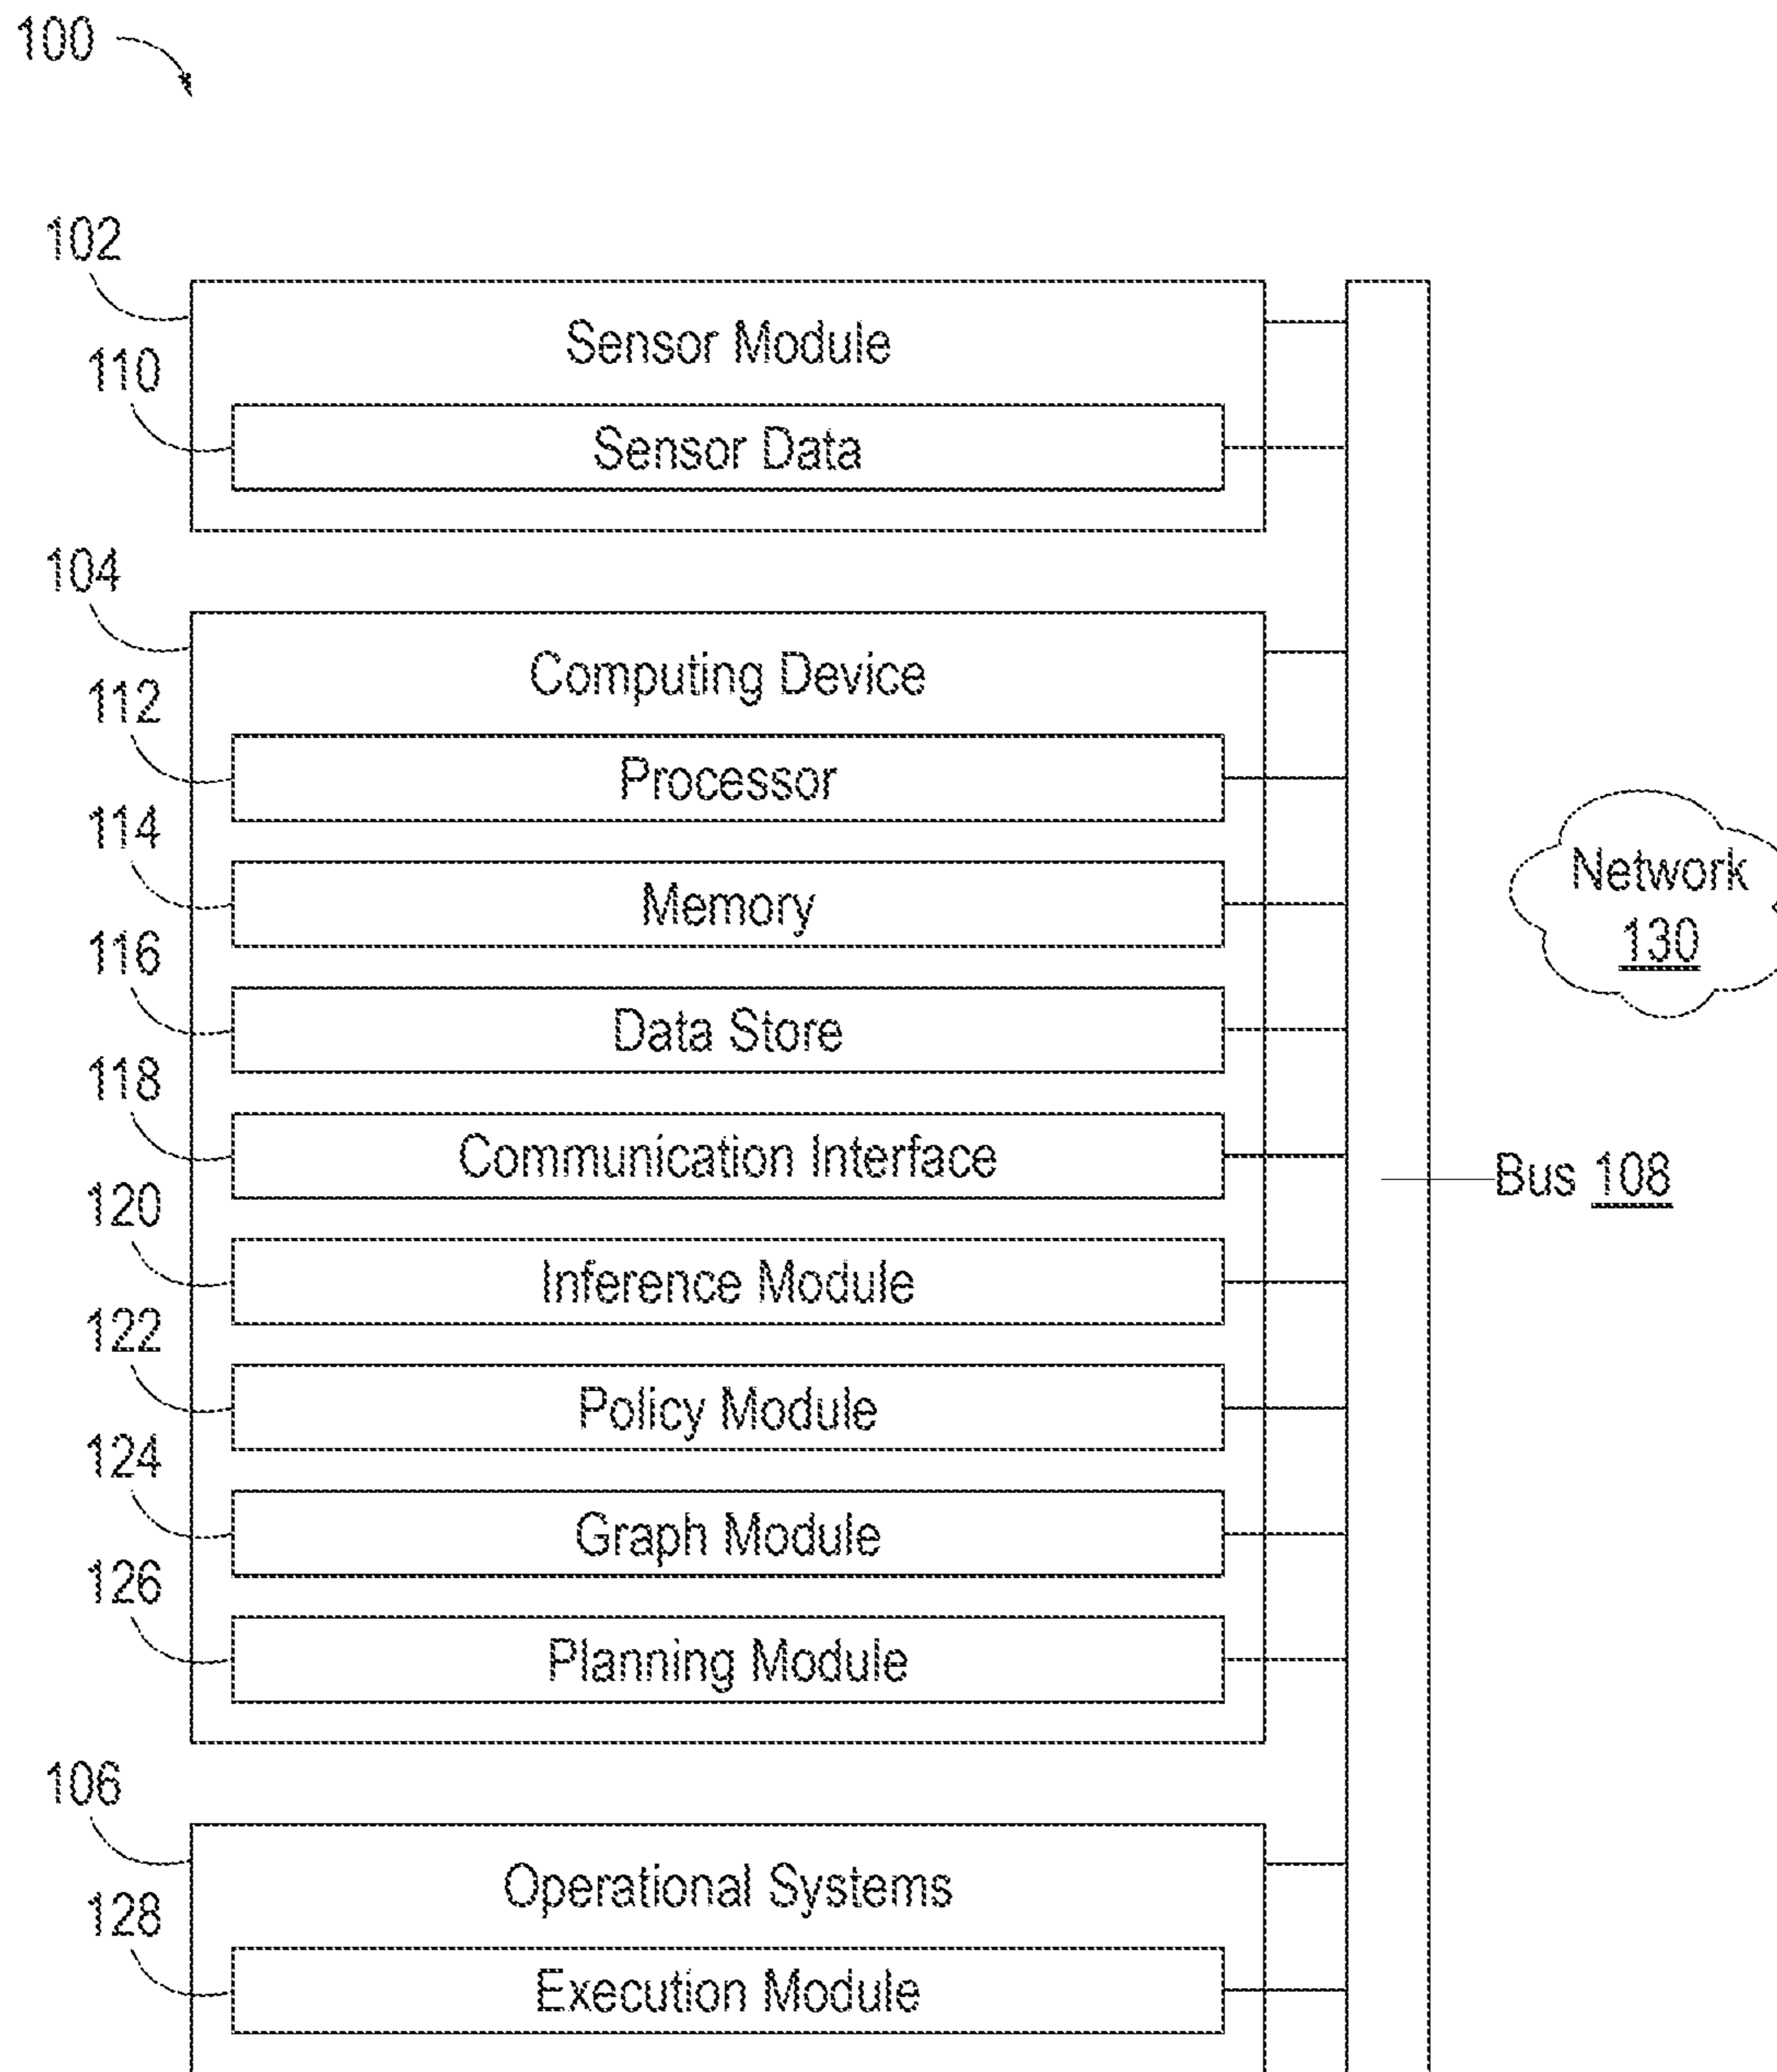 100
102
Sensor Module
110
Sensor Data
104
Computing Device
112
Processor
114
Memory
Network
130
116
Data Store
118
Communication Interface
Bus 108
120
Inference Module
122
Policy Module
124
Graph Module
126
Planning Module
106
Operational Systems
128
Execution Module